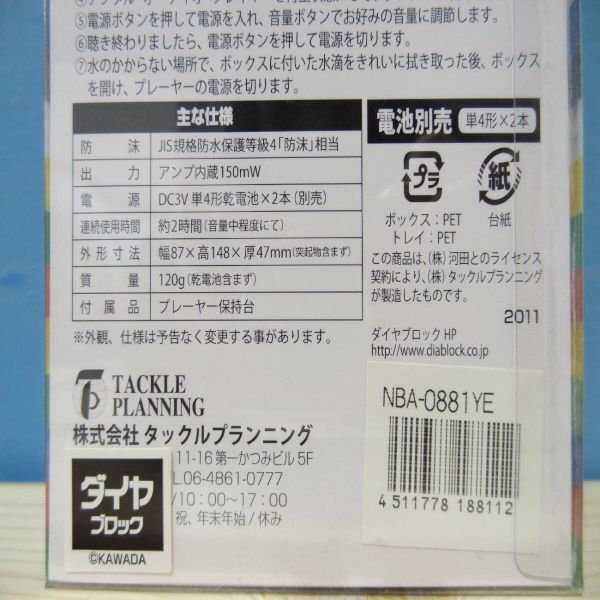 ⑤電源ボタンを押して電源を入れ、音量ボタンでお好みの音量に調節します。
⑥聴き終わりましたら、電源ボタンを押して電源を切ります。
⑦水のかからない場所で、ボックスに付いた水滴をきれいに拭き取った後、ボックス
を開け、プレーヤーの電源を切ります。
主な仕様
防沫 JIS規格防水保護等級4「防沫」相当
出力 アンプ内蔵150mW
電源 DC3V 単4形乾電池×2本（別売）
連続使用時間 約2時間（音量中程度にて）
外形寸法 幅87×高148×厚47mm（突起物含まず）
質量 120g（乾電池含まず）
付属品 プレーヤー保持台
※外観、仕様は予告なく変更する事があります。
電池別売 単4形×2本
プラ
紙
ボックス：PET
トレイ：PET
台紙
この商品は、（株）河田とのライセンス
契約により、（株）タックルプランニング
が製造したものです。
2011
ダイヤブロック HP
http://www.diablock.co.jp
TACKLE
PLANNING
株式会社 タックルプランニング
11-16 第一かつみビル 5F
L.06-4861-0777
/10：00～17：00
祝、年末年始 / 休み
ダイヤ
ブロック
©KAWADA
NBA-0881YE
4 511778 188112